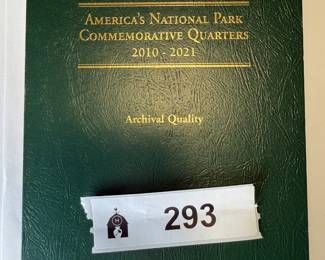 AMERICA'S NATIONAL PARK
COMMEMORATIVE QUARTERS
2010 - 2021
Archival Quality
293